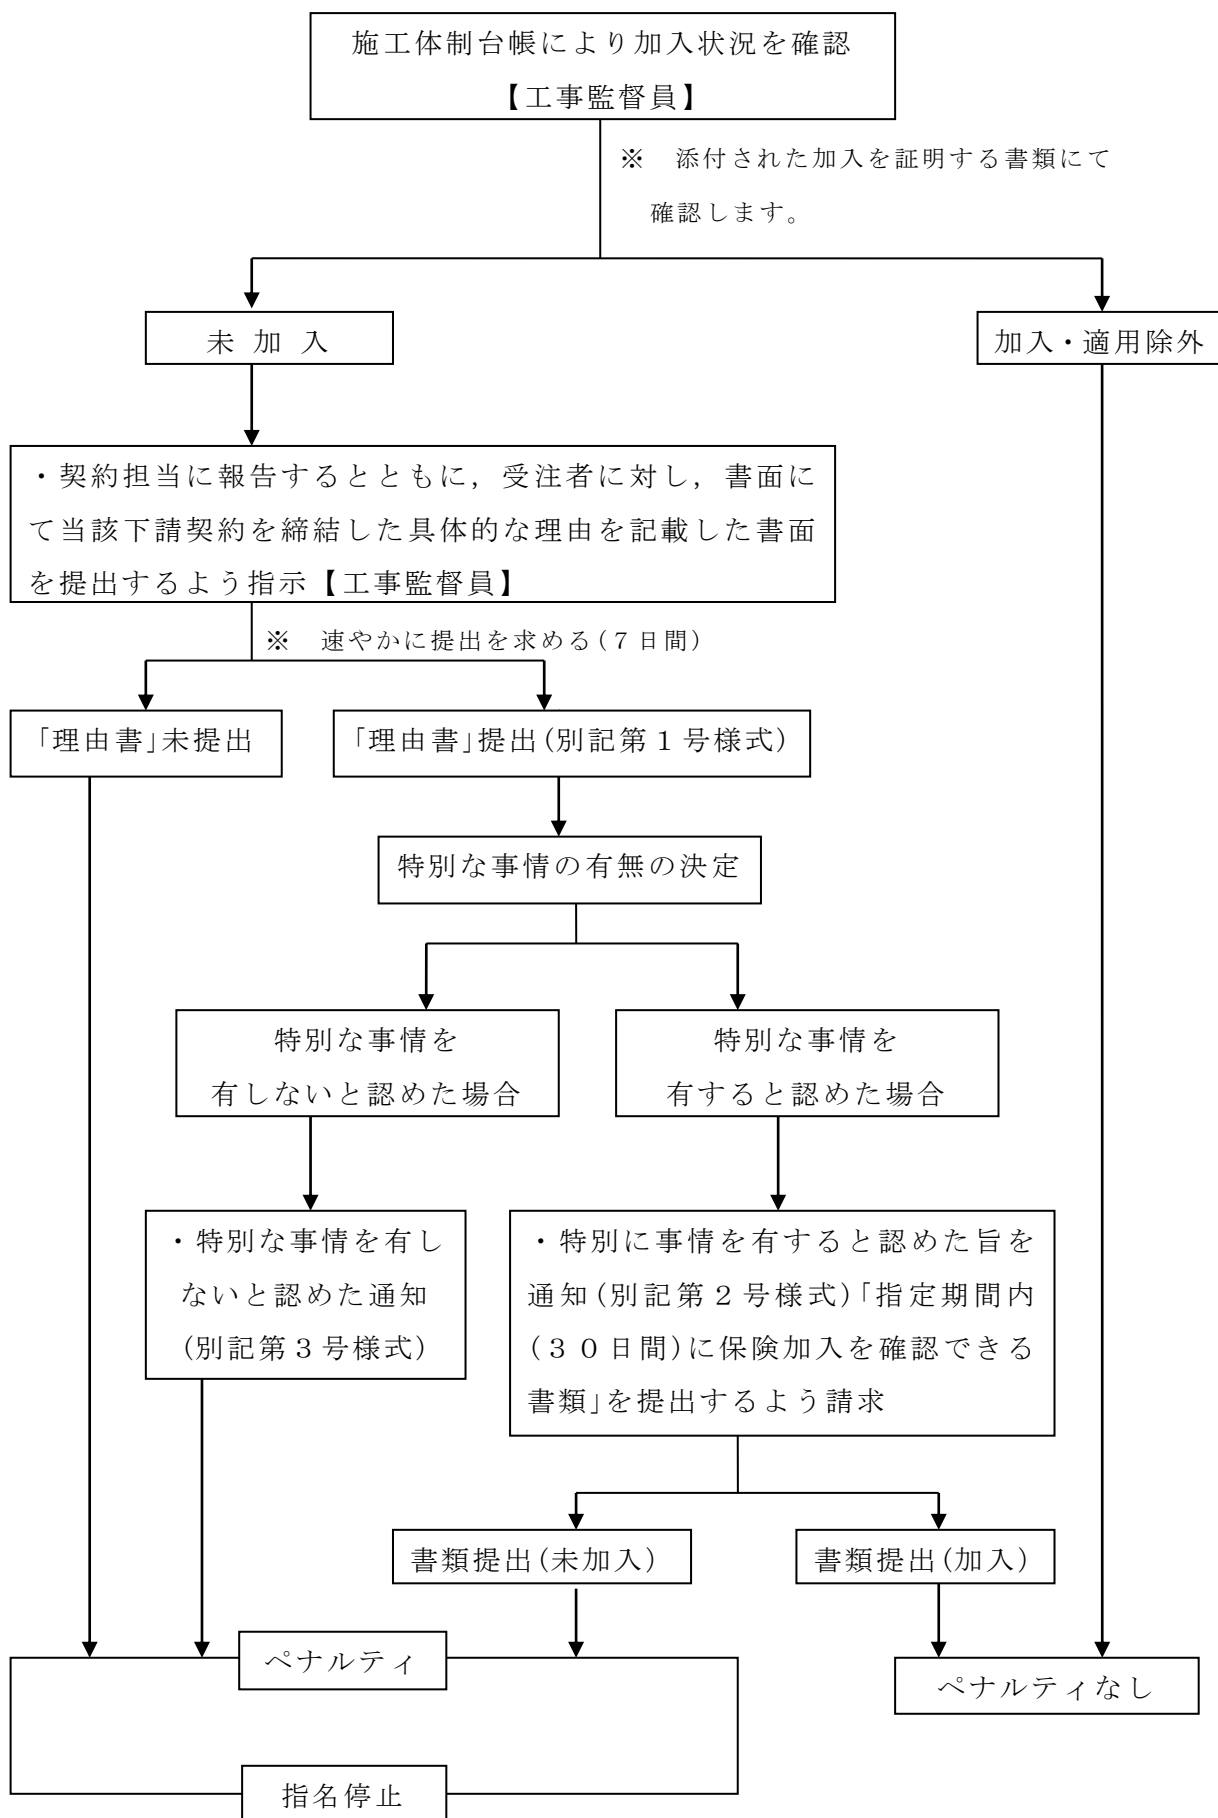 施工体制台帳により加入状況を確認
【工事監督員】
※　添付された加入を証明する書類にて
確認します。
未 加 入
加入・適用除外
・契約担当に報告するとともに，受注者に対し，書面に
て当該下請契約を締結した具体的な理由を記載した書面
を提出するよう指示【工事監督員】
※　速やかに提出を求める(７日間)
「理由書」未提出
「理由書」提出(別記第１号様式)
特別な事情の有無の決定
特別な事情を
有しないと認めた場合
特別な事情を
有すると認めた場合
・特別な事情を有し
ないと認めた通知
(別記第３号様式)
・特別に事情を有すると認めた旨を
通知(別記第２号様式)「指定期間内
(３０日間)に保険加入を確認できる
書類」を提出するよう請求
書類提出(未加入)
書類提出(加入)
ペナルティ
ペナルティなし
指名停止